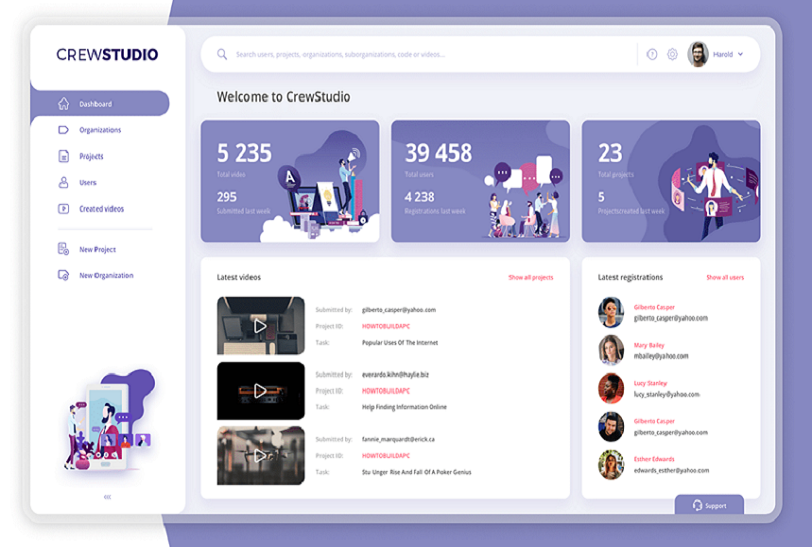 CREWSTUDIO
Search users, projects, organizations, suborganizations, code or videos...
Harold
Dashboard
Organizations
Projects
Users
Created videos
New Project
New Organization
Welcome to CrewStudio
5 235
Total video
295
Submitted last week
A
39 458
Total users
4 238
Registrations last week
23
Total projects
5
Projectscreated last week
Latest videos
Show all projects
Submitted by: gilberto_casper@yahoo.com
Project ID: HOWTOBUILDAPC
Task: Popular Uses Of The Internet
Submitted by: everardo.kihn@haylie.biz
Project ID: HOWTOBUILDAPC
Task: Help Finding Information Online
Submitted by: fannie_marquardt@erick.ca
Project ID: HOWTOBUILDAPC
Task: Stu Unger Rise And Fall Of A Poker Genius
Latest registrations
Show all users
Gilberto Casper
gilberto_casper@yahoo.com
Mary Bailey
mbailey@yahoo.com
Lucy Stanley
lucy_stanley@yahoo.com
Gilberto Casper
gilberto_casper@yahoo.com
Esther Edwards
edwards_esther@yahoo.com
Support